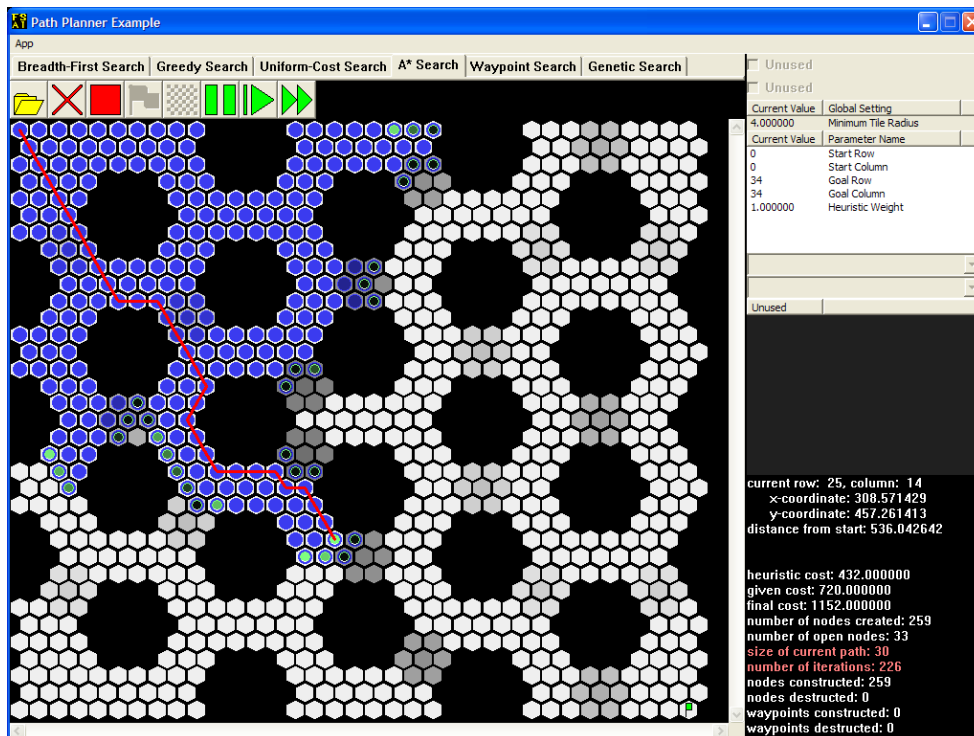 FS
AI
Path Planner Example
App
Breadth-First Search
Greedy Search
Uniform-Cost Search
A* Search
Waypoint Search
Genetic Search
Unused
Unused
Current Value Global Setting
4.000000 Minimum Tile Radius
Current Value Parameter Name
0 Start Row
0 Start Column
34 Goal Row
34 Goal Column
1.000000 Heuristic Weight
Unused
current row: 25, column: 14
x-coordinate: 308.571429
y-coordinate: 457.261413
distance from start: 536.042642
heuristic cost: 432.000000
given cost: 720.000000
final cost: 1152.000000
number of nodes created: 259
number of open nodes: 33
size of current path: 30
number of iterations: 226
nodes constructed: 259
nodes destructed: 0
waypoints constructed: 0
waypoints destructed: 0